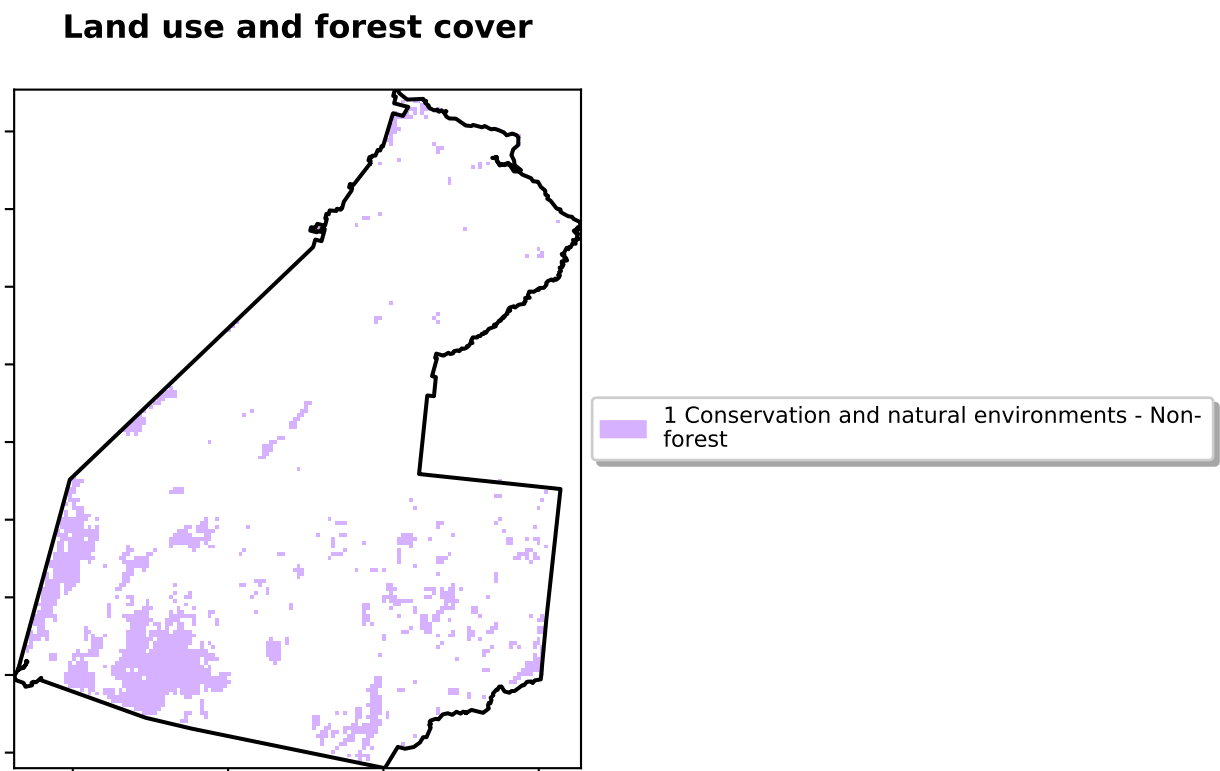 Land use and forest cover
1 Conservation and natural environments - Non-
forest